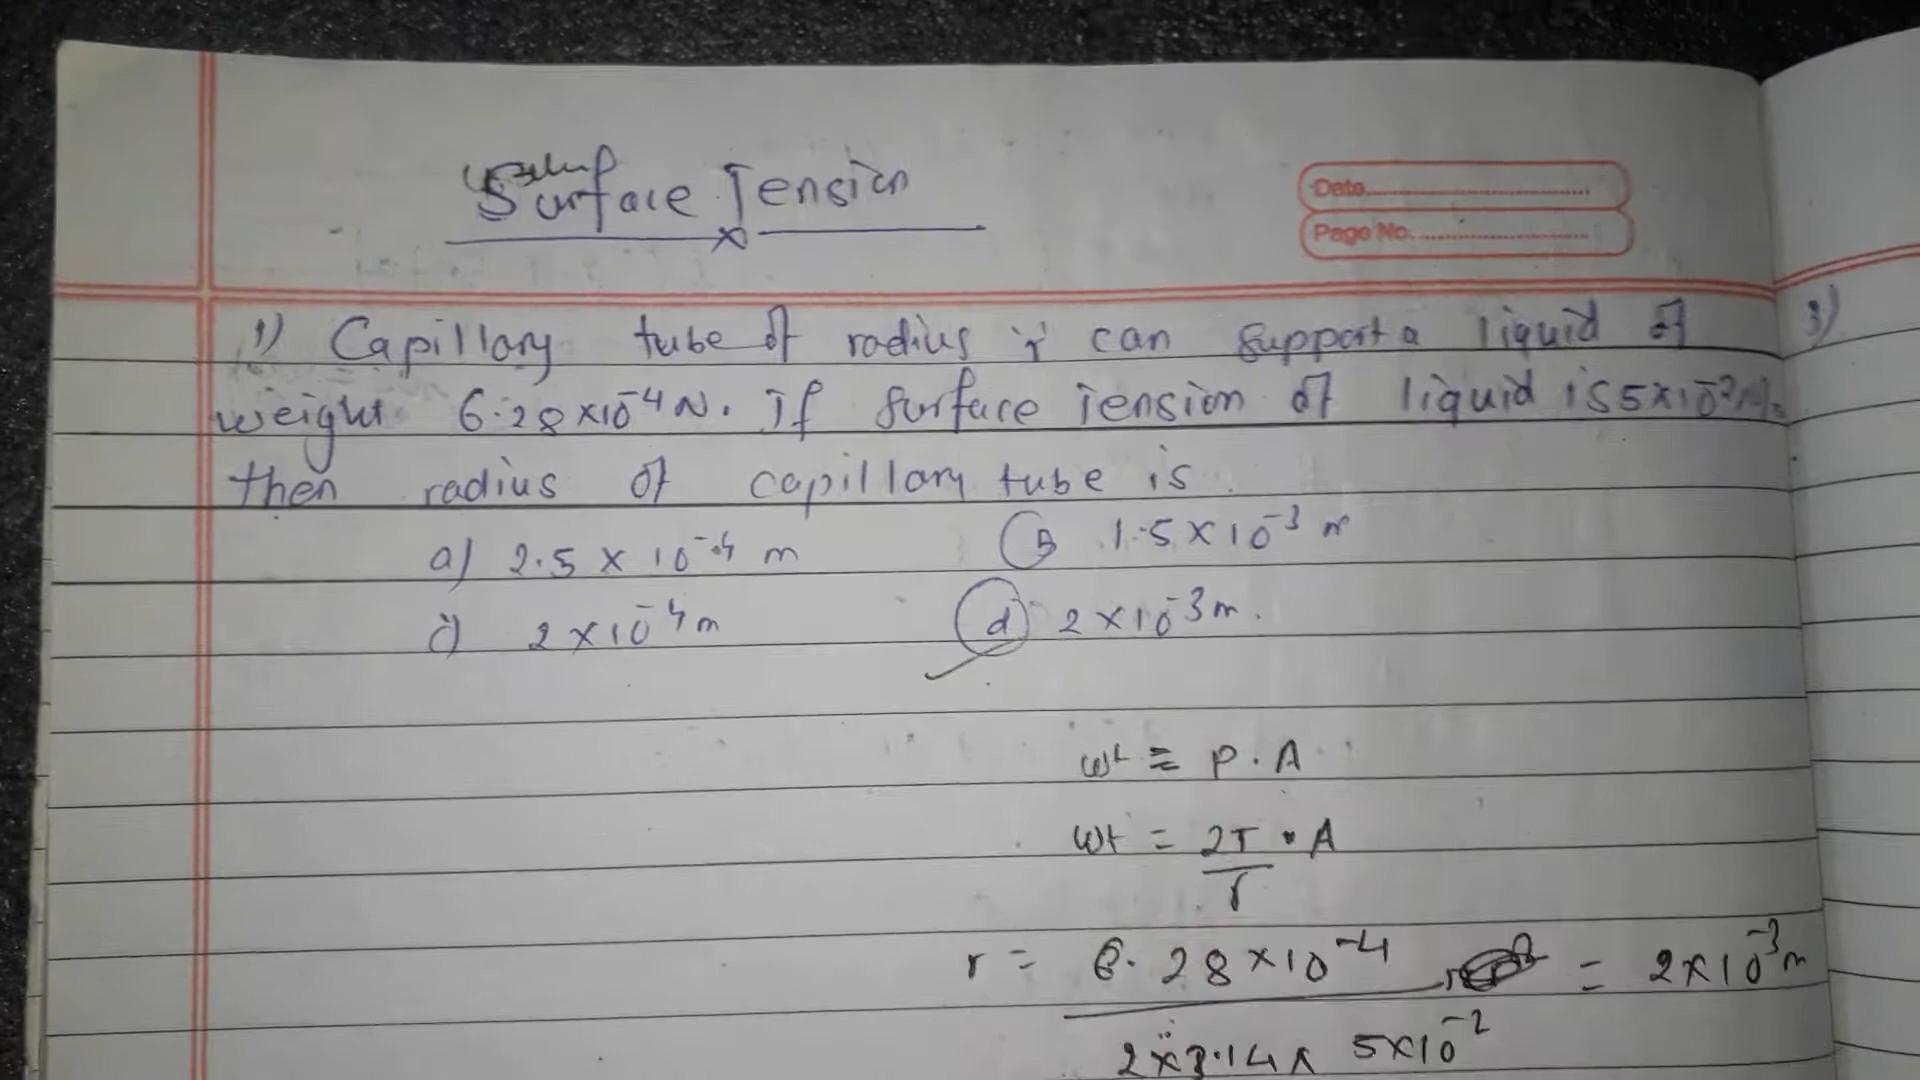 Surface Tension
Date
Page No.
1) Capillary tube of radius 'r' can support a liquid of
weight 6.28×10⁻⁴N. If surface Tension of liquid is 5×10⁻²N/m
then radius of capillary tube is
a) 2.5 × 10⁻⁴ m b) 1.5 × 10⁻³ m
c) 2 × 10⁻⁴ m d) 2 × 10⁻³ m.
3)
wt = P.A
wt = 2T/r . A
r = 6.28×10⁻⁴ = 2×10⁻³m
2×3.14× 5×10⁻²